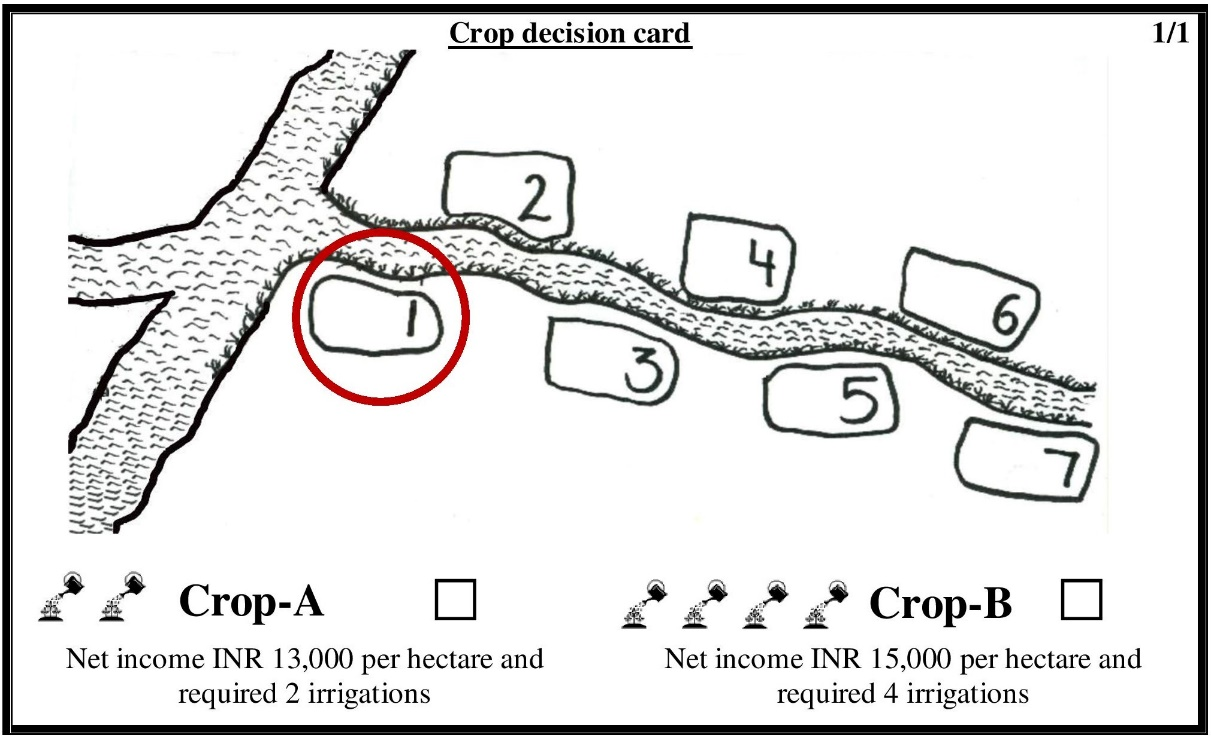 Crop decision card
1/1
2
4
6
1
3
5
7
Crop-A
Crop-B
Net income INR 13,000 per hectare and
required 2 irrigations
Net income INR 15,000 per hectare and
required 4 irrigations